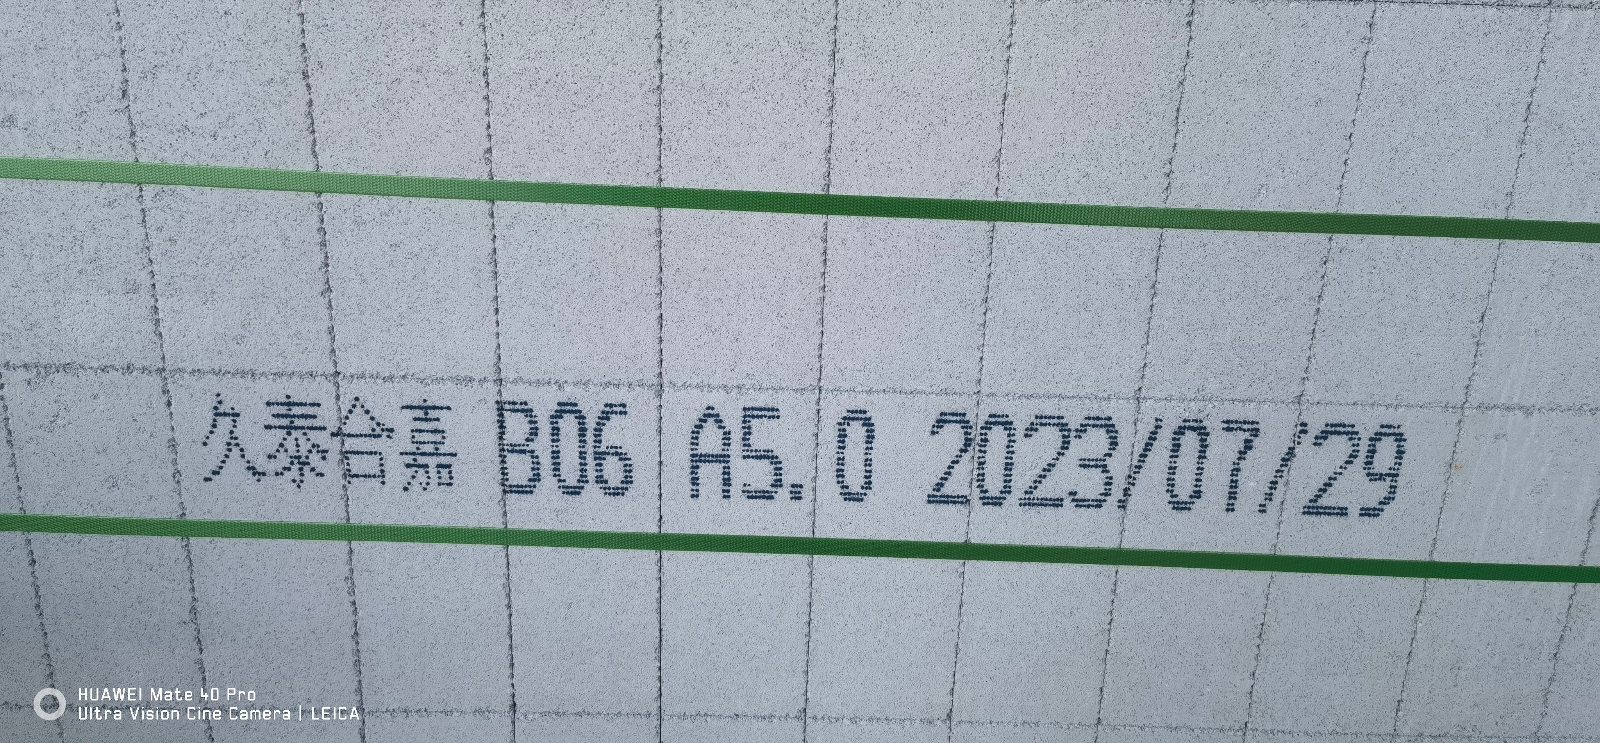 久泰合嘉 B06 A5.0 2023/07/29
HUAWEI Mate 40 Pro
Ultra Vision Cine Camera | LEICA